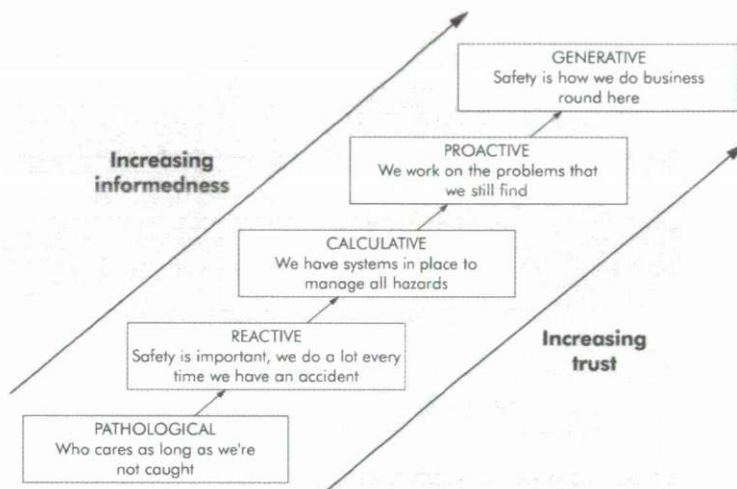 GENERATIVE
Safety is how we do business
round here
Increasing
informedness
PROACTIVE
We work on the problems that
we still find
CALCULATIVE
We have systems in place to
manage all hazards
REACTIVE
Safety is important, we do a lot every
time we have an accident
Increasing
trust
PATHOLOGICAL
Who cares as long as we're
not caught